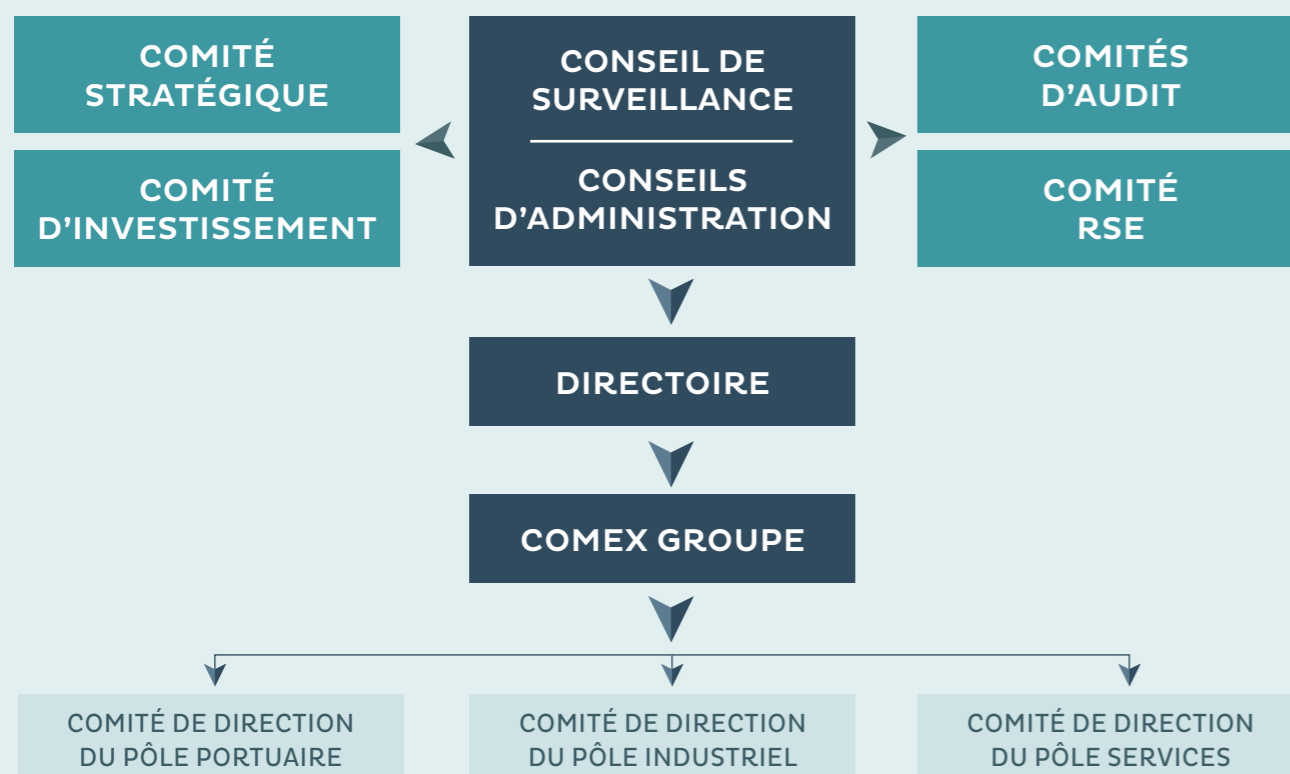 COMITÉ
STRATÉGIQUE
COMITÉ
D'INVESTISSEMENT
CONSEIL DE
SURVEILLANCE
CONSEILS
D'ADMINISTRATION
COMITÉS
D'AUDIT
COMITÉ
RSE
DIRECTOIRE
COMEX GROUPE
COMITÉ DE DIRECTION
DU PÔLE PORTUAIRE
COMITÉ DE DIRECTION
DU PÔLE INDUSTRIEL
COMITÉ DE DIRECTION
DU PÔLE SERVICES